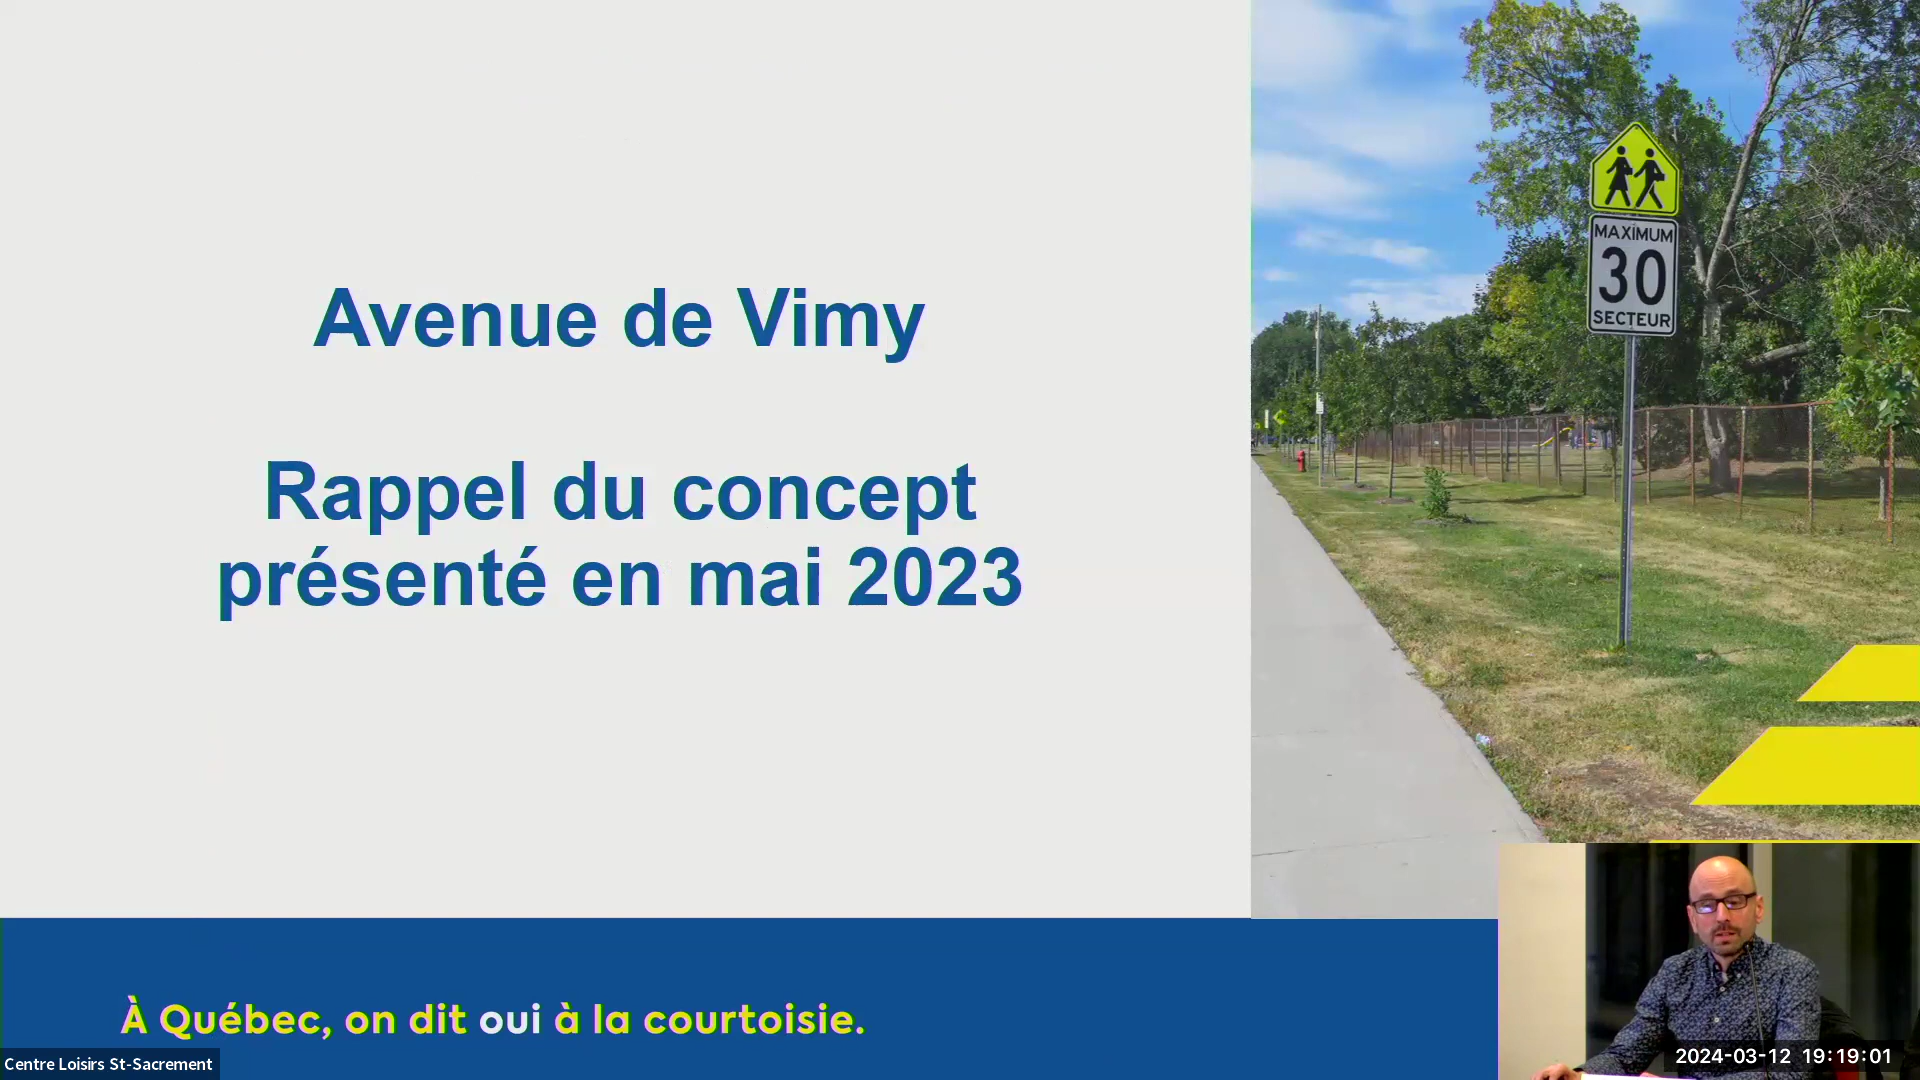 Avenue de Vimy
Rappel du concept
présenté en mai 2023
MAXIMUM
30
SECTEUR
À Québec, on dit oui à la courtoisie.
Centre Loisirs St-Sacrement
2024-03-12 19:19:01